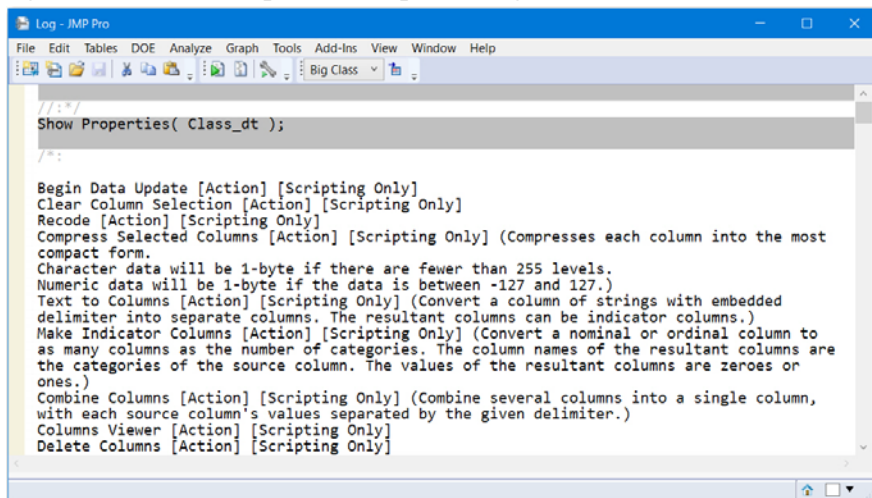 Log - JMP Pro
File Edit Tables DOE Analyze Graph Tools Add-Ins View Window Help
Big Class
//:*/
Show Properties( Class_dt );
/*:
Begin Data Update [Action] [Scripting Only]
Clear Column Selection [Action] [Scripting Only]
Recode [Action] [Scripting Only]
Compress Selected Columns [Action] [Scripting Only] (Compresses each column into the most
compact form.
Character data will be 1-byte if there are fewer than 255 levels.
Numeric data will be 1-byte if the data is between -127 and 127.)
Text to Columns [Action] [Scripting Only] (Convert a column of strings with embedded
delimiter into separate columns. The resultant columns can be indicator columns.)
Make Indicator Columns [Action] [Scripting Only] (Convert a nominal or ordinal column to
as many columns as the number of categories. The column names of the resultant columns are
the categories of the source column. The values of the resultant columns are zeroes or
ones.)
Combine Columns [Action] [Scripting Only] (Combine several columns into a single column,
with each source column's values separated by the given delimiter.)
Columns Viewer [Action] [Scripting Only]
Delete Columns [Action] [Scripting Only]